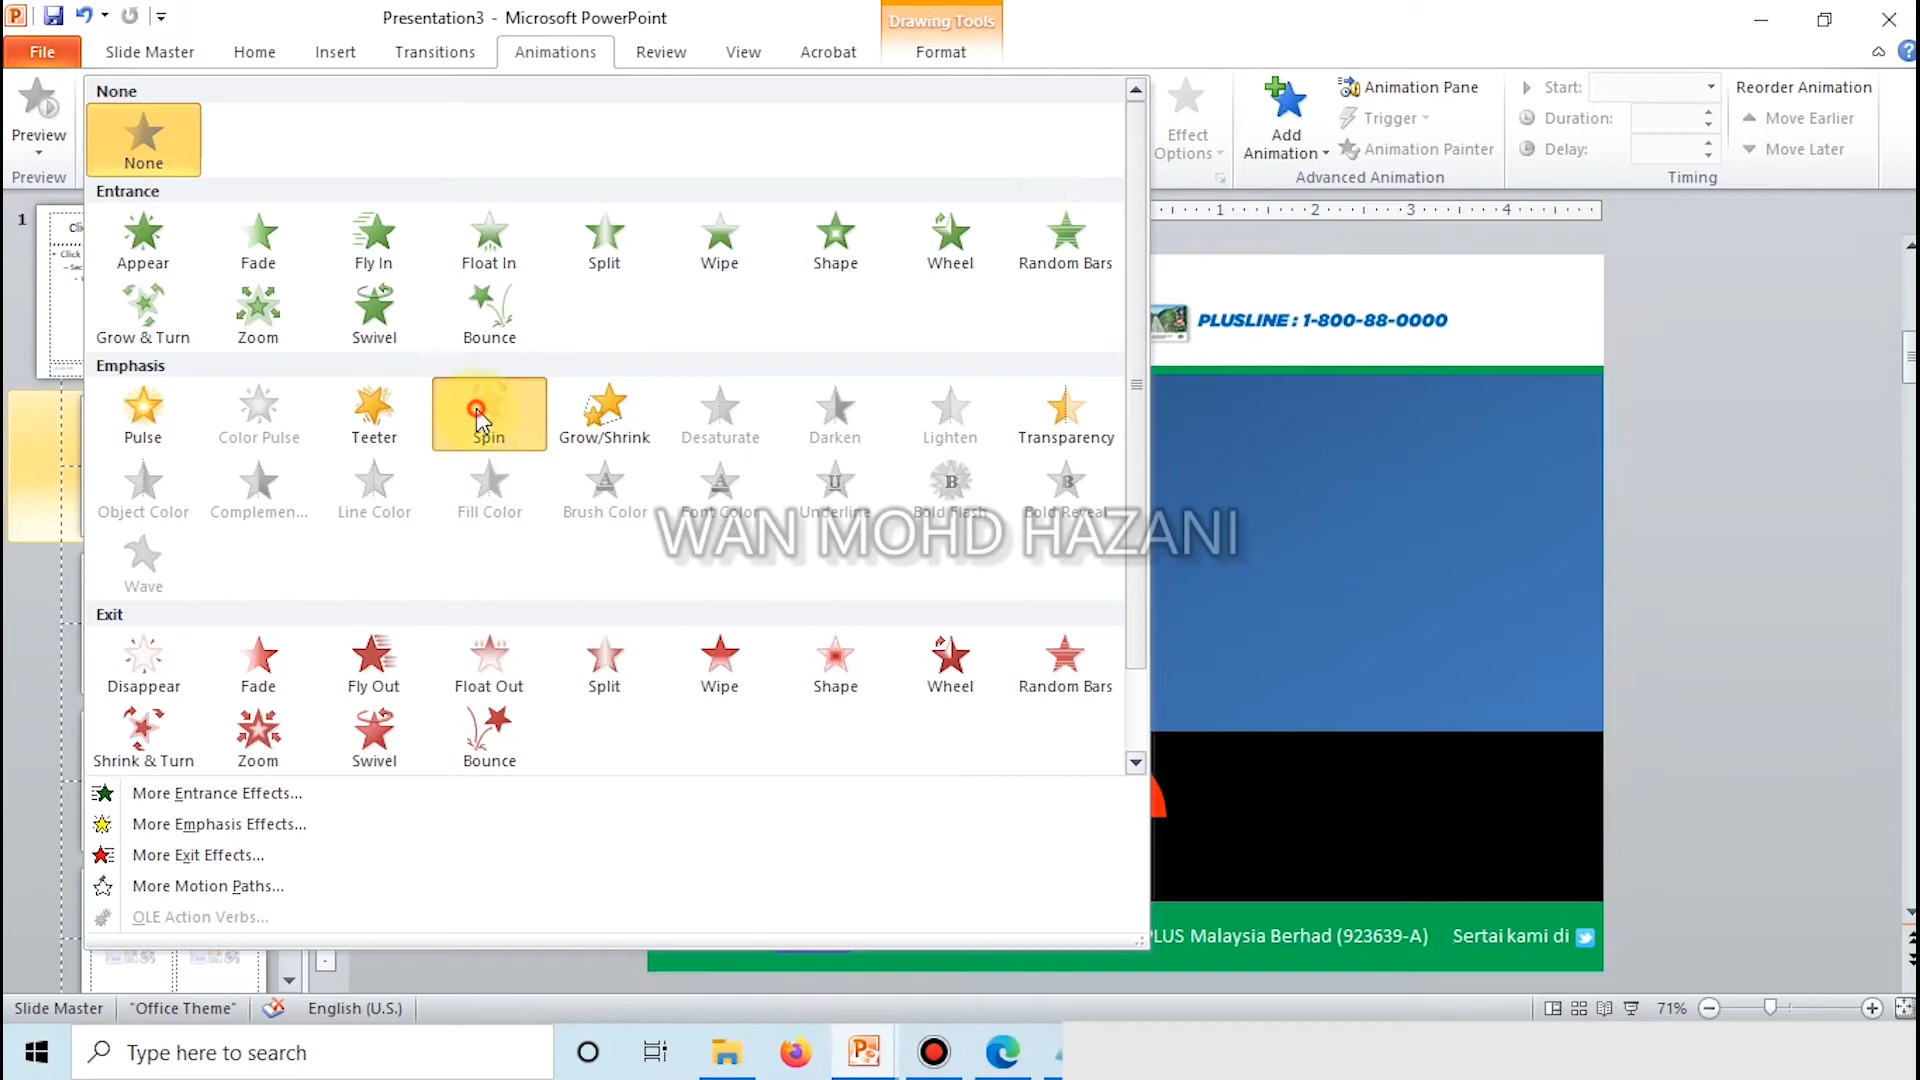 Presentation3 - Microsoft PowerPoint
Drawing Tools
File Slide Master Home Insert Transitions Animations Review View Acrobat Format
None
None
Preview
Preview
Entrance
Appear Fade Fly In Float In Split Wipe Shape Wheel Random Bars
Grow & Turn Zoom Swivel Bounce
Emphasis
Pulse Color Pulse Teeter Spin Grow/Shrink Desaturate Darken Lighten Transparency
Object Color Complemen... Line Color Fill Color Brush Color Font Color Underline Bold Flash Bold Reveal
Wave
Exit
Disappear Fade Fly Out Float Out Split Wipe Shape Wheel Random Bars
Shrink & Turn Zoom Swivel Bounce
More Entrance Effects...
More Emphasis Effects...
More Exit Effects...
More Motion Paths...
OLE Action Verbs...
Effect Options
Add Animation
Animation Pane
Trigger
Animation Painter
Advanced Animation
Start:
Duration:
Delay:
Reorder Animation
Move Earlier
Move Later
Timing
1 2 3 4
1
PLUSLINE : 1-800-88-0000
WAN MOHD HAZANI
PLUS Malaysia Berhad (923639-A) Sertai kami di
Slide Master "Office Theme" English (U.S.) 71%
Type here to search